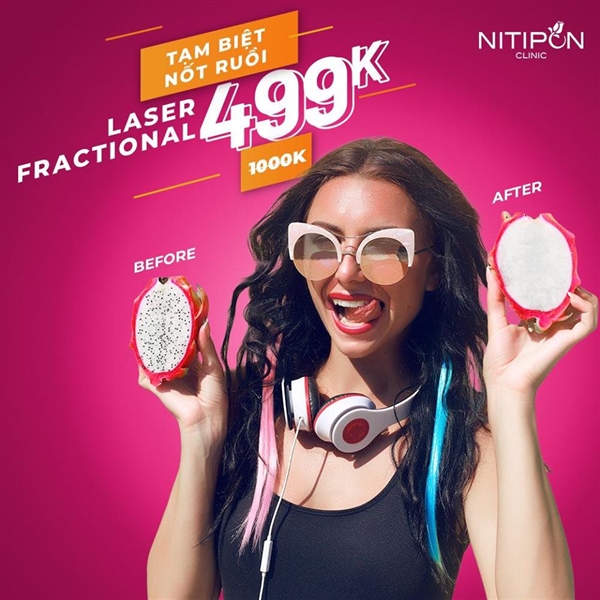 TẠM BIỆT
NỐT RUỒI
LASER
FRACTIONAL
499K
1000K
NITIPON
CLINIC
BEFORE
AFTER